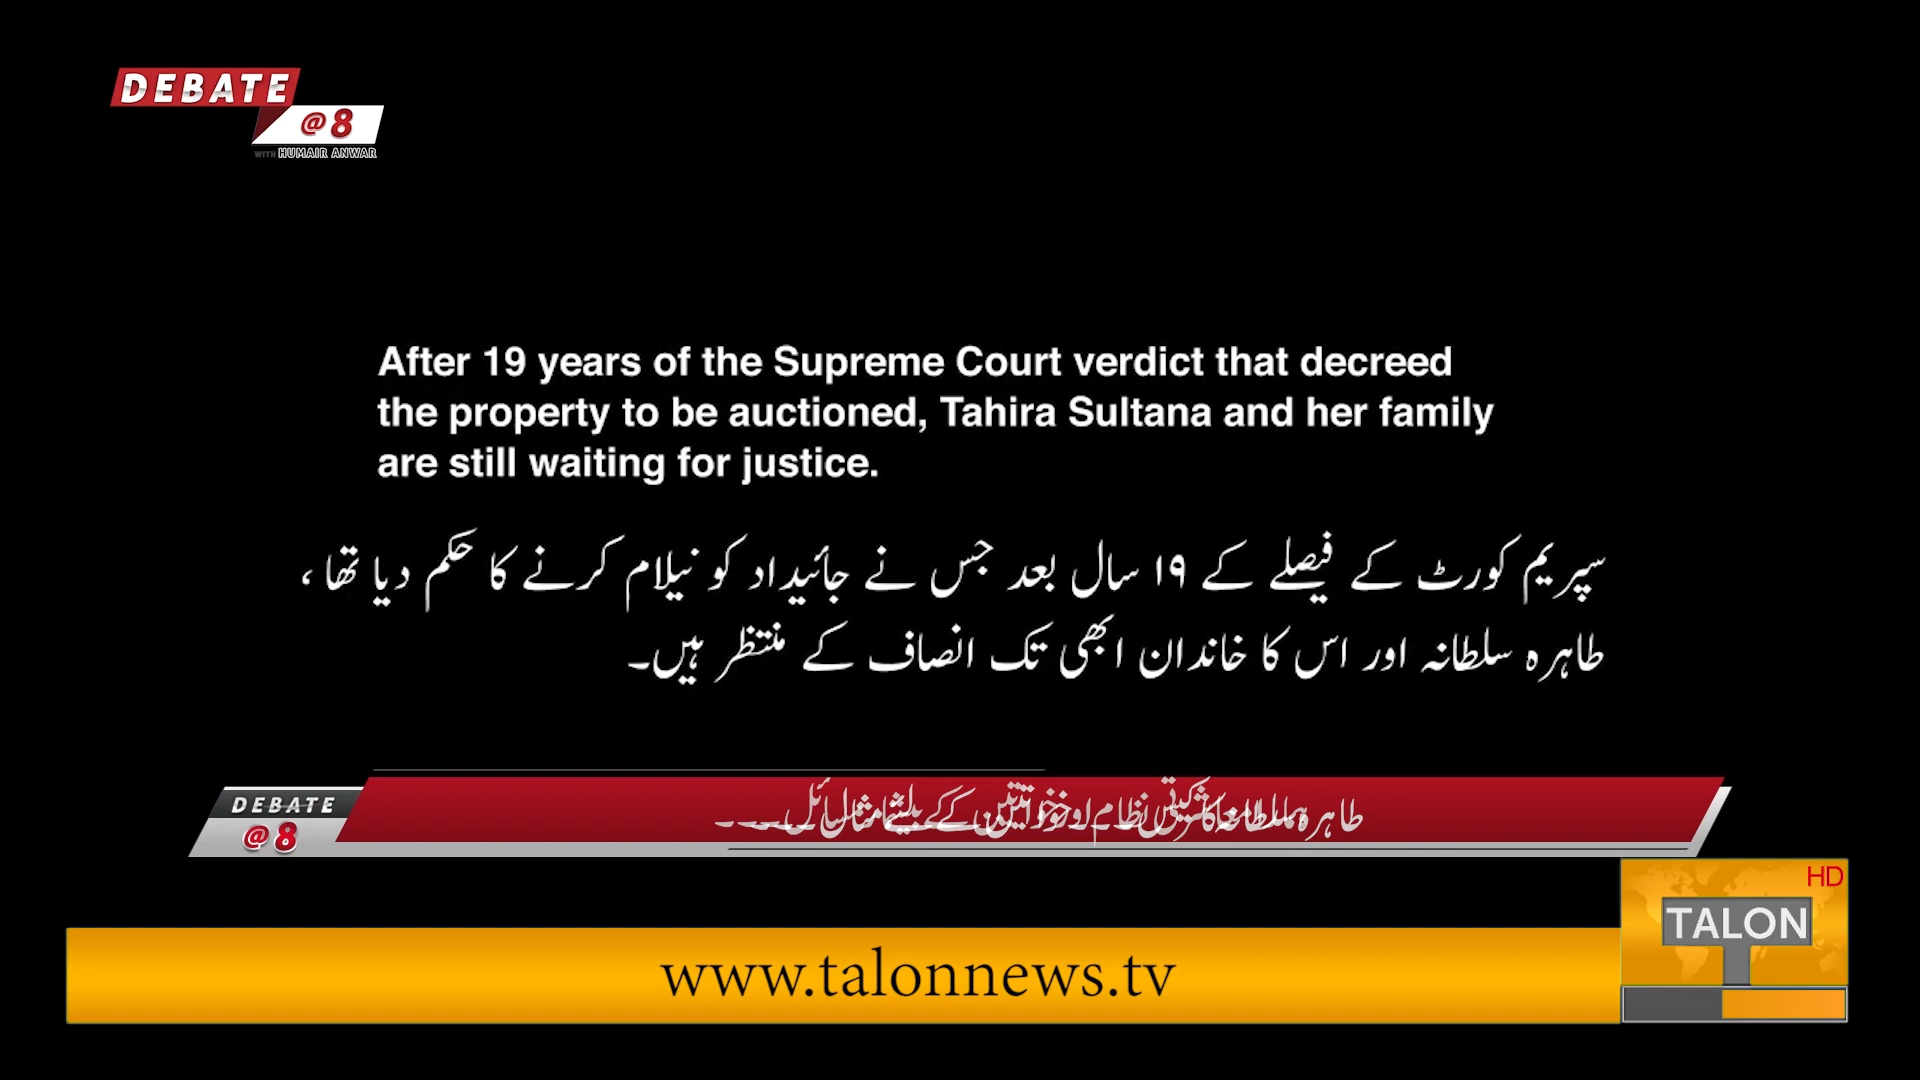 DEBATE
@8
WITH HUMAIR ANWAR
After 19 years of the Supreme Court verdict that decreed
the property to be auctioned, Tahira Sultana and her family
are still waiting for justice.
سپریم کورٹ کے فیصلے کے ۱۹ سال بعد جس نے جائیداد کو نیلام کرنے کا حکم دیا تھا،
طاہرہ سلطانہ اور اس کا خاندان ابھی تک انصاف کے منتظر ہیں۔
DEBATE
@8
HD
TALON
www.talonnews.tv